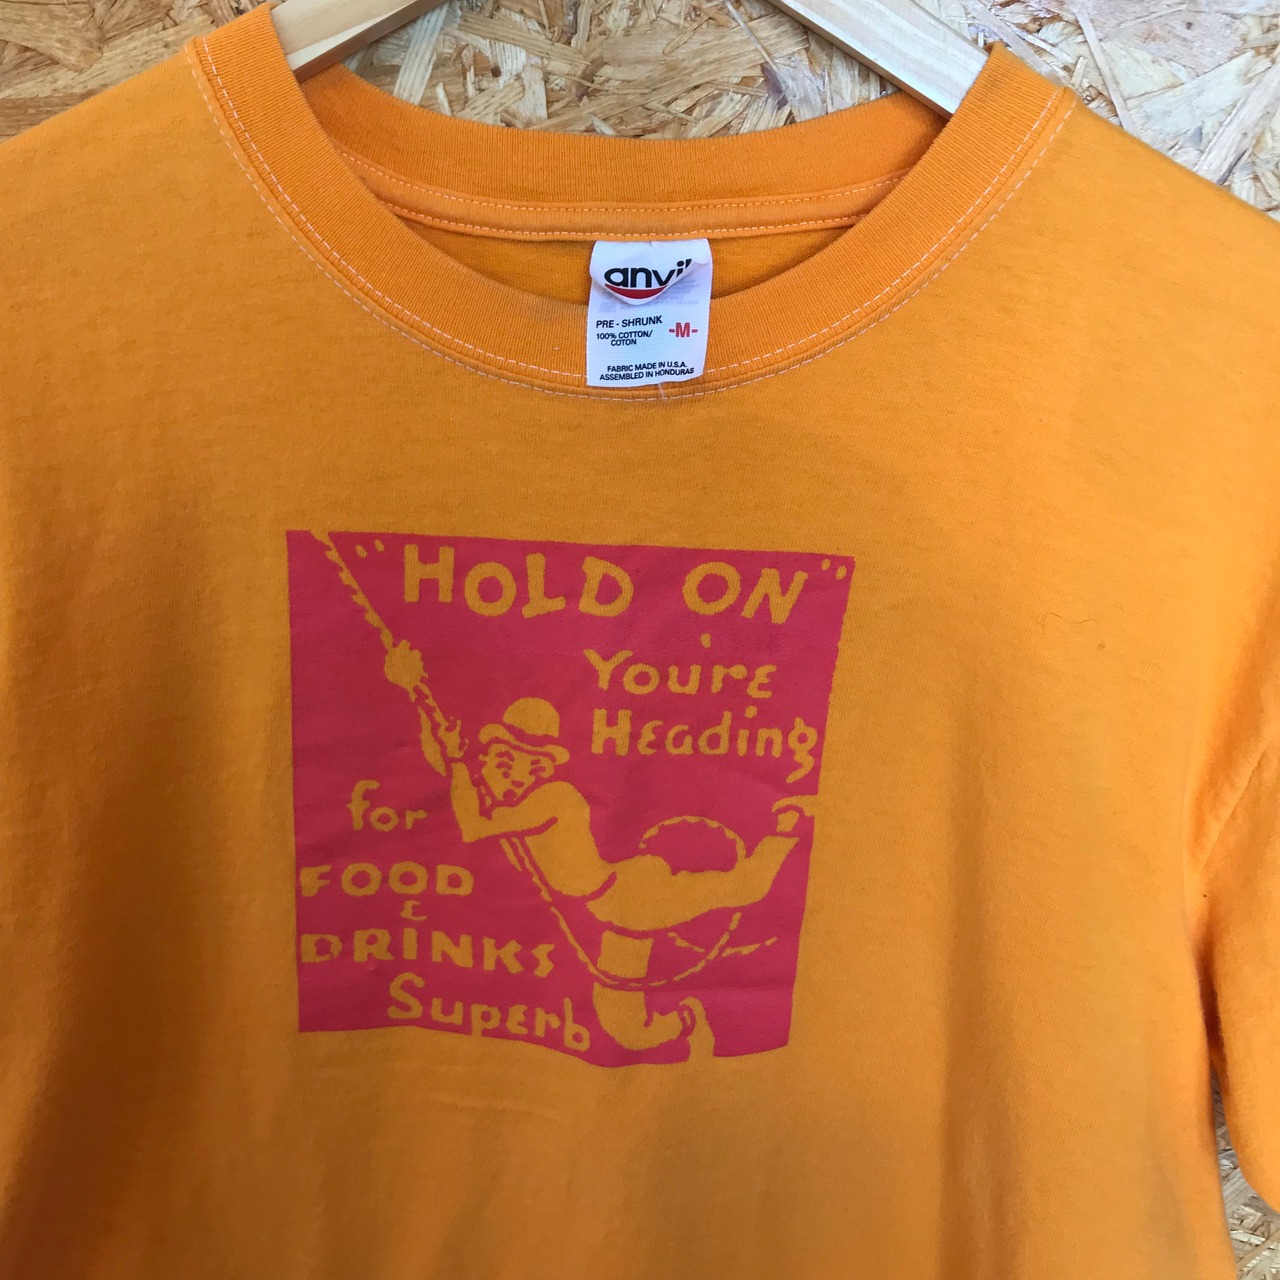 anvil
PRE-SHRUNK
100% COTTON/
COTON
-M-
FABRIC MADE IN U.S.A.
ASSEMBLED IN HONDURAS
"HOLD ON"
You're
Heading
for
FOOD
&
DRINKS
Superb